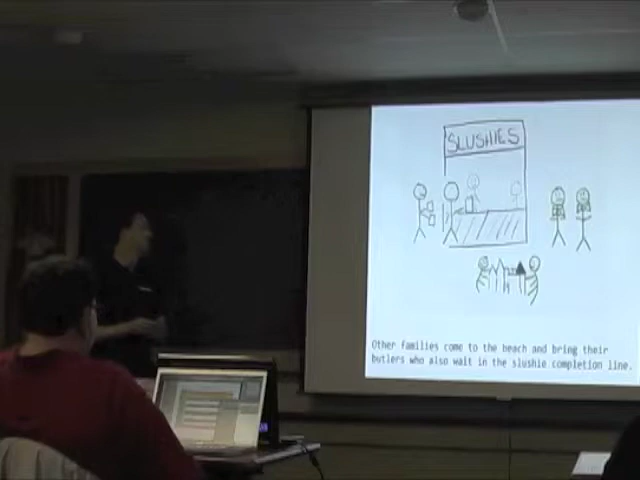 SLUSHIES
Other families come to the beach and bring their
butlers who also wait in the slushie completion line.